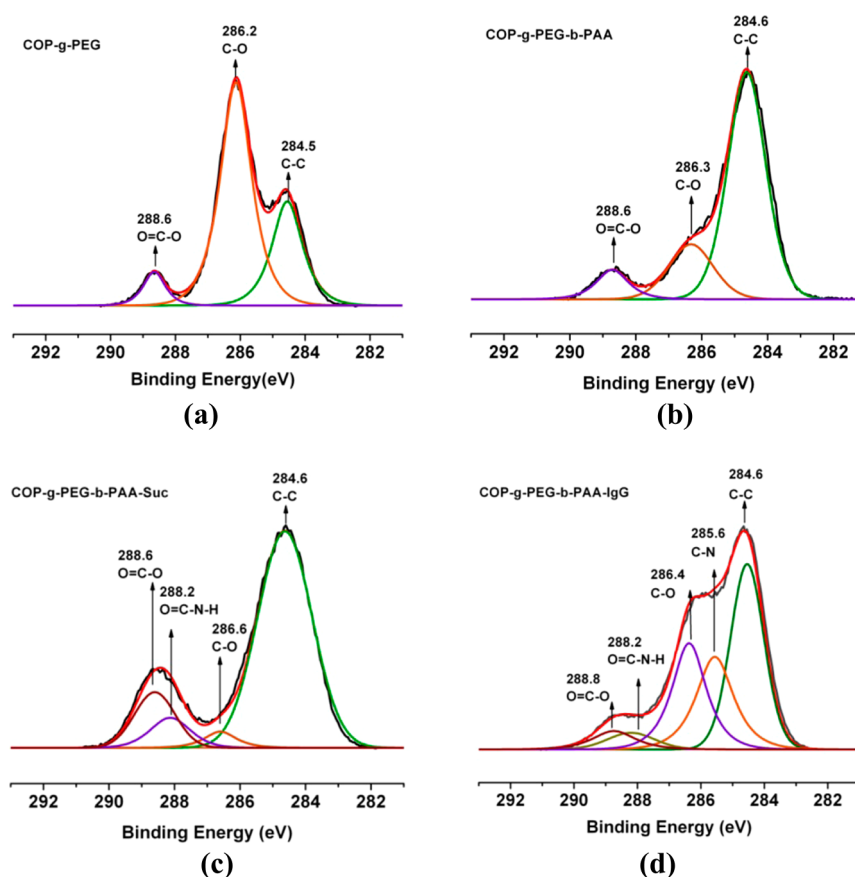 COP-g-PEG
286.2
C-O
284.5
C-C
288.6
O=C-O
292 290 288 286 284 282
Binding Energy(eV)
(a)
COP-g-PEG-b-PAA
284.6
C-C
286.3
C-O
288.6
O=C-O
292 290 288 286 284 282
Binding Energy (eV)
(b)
COP-g-PEG-b-PAA-Suc
284.6
C-C
288.6
O=C-O
288.2
O=C-N-H
286.6
C-O
292 290 288 286 284 282
Binding Energy (eV)
(c)
COP-g-PEG-b-PAA-IgG
284.6
C-C
285.6
C-N
286.4
C-O
288.2
O=C-N-H
288.8
O=C-O
292 290 288 286 284 282
Binding Energy (eV)
(d)